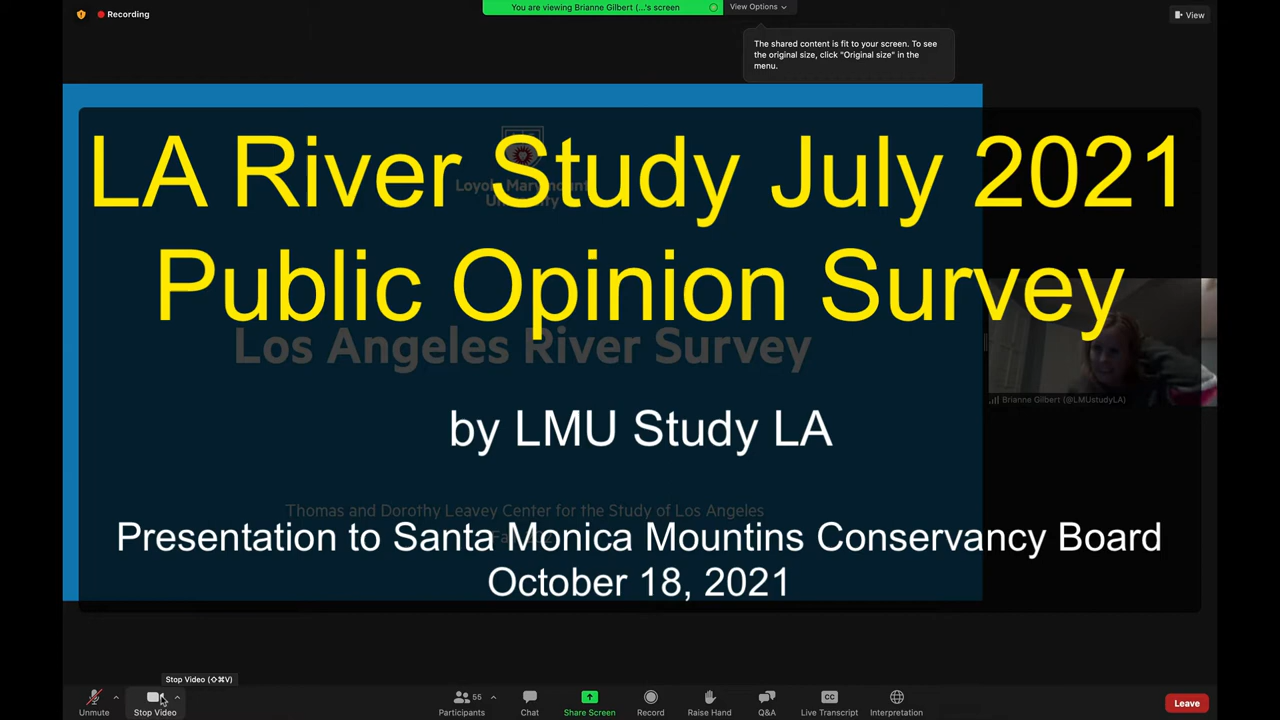 Recording
You are viewing Brianne Gilbert (...'s screen
View Options
View
The shared content is fit to your screen. To see
the original size, click "Original size" in the
menu.
LA River Study July 2021
Loyola Marymount
University
Public Opinion Survey
Los Angeles River Survey
Brianne Gilbert (@LMUstudyLA)
by LMU Study LA
Thomas and Dorothy Leavey Center for the Study of Los Angeles
Presentation to Santa Monica Mountins Conservancy Board
October 18, 2021
Stop Video (⇧⌘V)
Unmute
Stop Video
55
Participants
Chat
Share Screen
Record
Raise Hand
Q&A
CC
Live Transcript
Interpretation
Leave